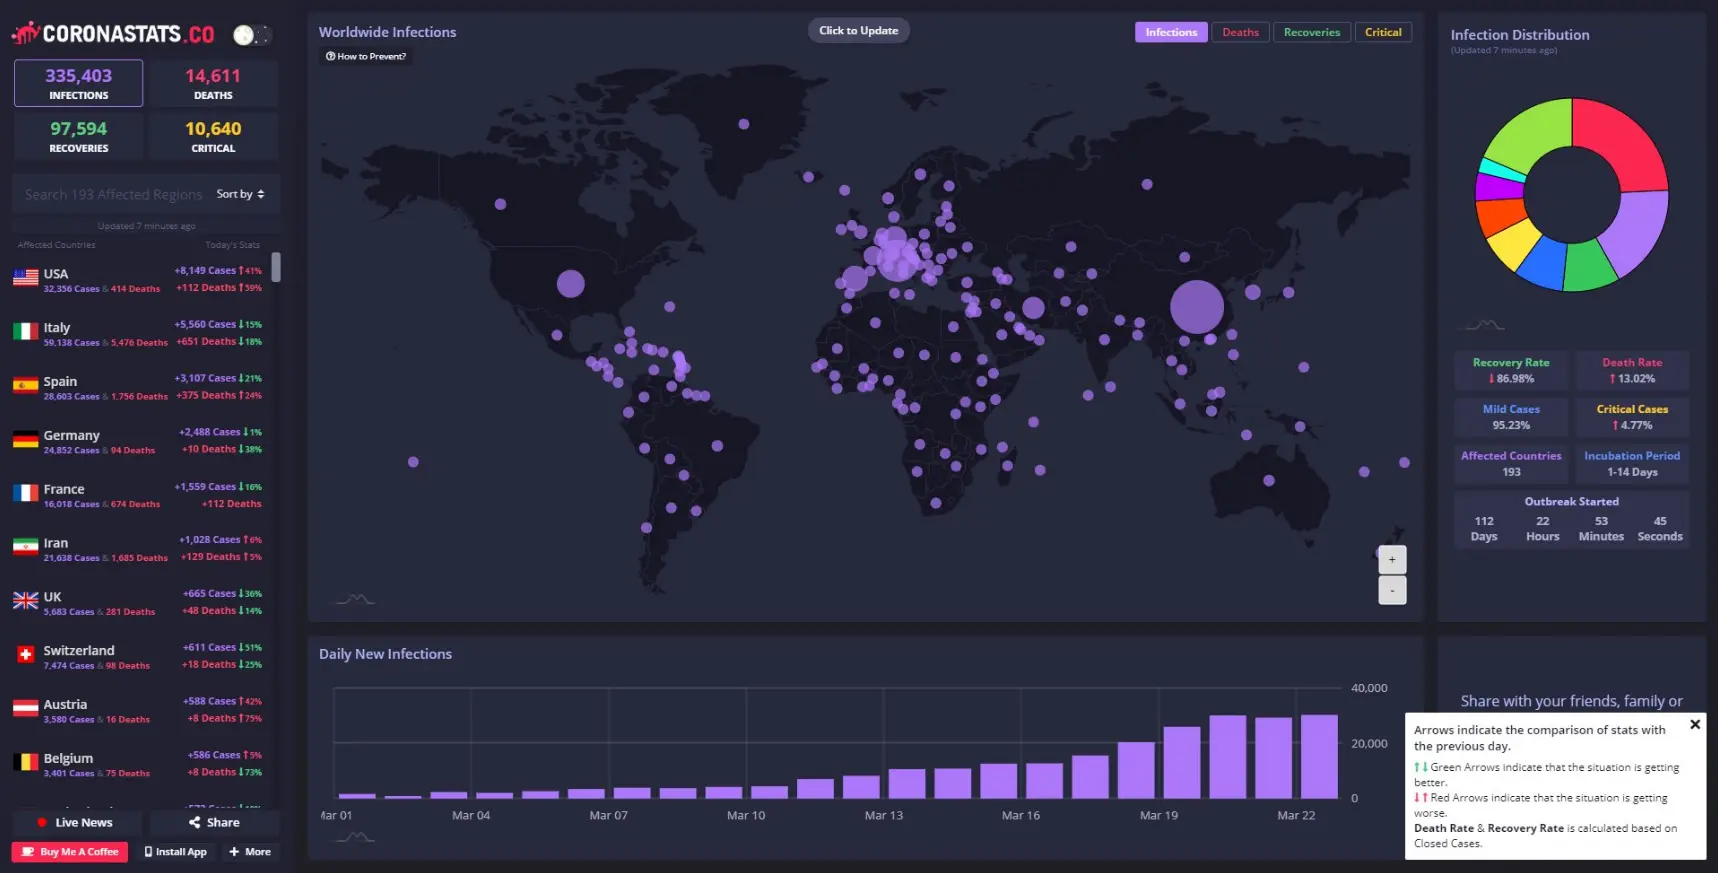 CORONASTATS.CO
335,403
INFECTIONS
14,611
DEATHS
97,594
RECOVERIES
10,640
CRITICAL
Search 193 Affected Regions
Sort by
Updated 7 minutes ago
Affected Countries
Today's Stats
USA
32,356 Cases & 414 Deaths
+8,149 Cases ↑41%
+112 Deaths ↑59%
Italy
59,138 Cases & 5,476 Deaths
+5,560 Cases ↓15%
+651 Deaths ↓18%
Spain
28,603 Cases & 1,756 Deaths
+3,107 Cases ↓21%
+375 Deaths ↑24%
Germany
24,852 Cases & 94 Deaths
+2,488 Cases ↓1%
+10 Deaths ↓38%
France
16,018 Cases & 674 Deaths
+1,559 Cases ↓16%
+112 Deaths
Iran
21,638 Cases & 1,685 Deaths
+1,028 Cases ↑6%
+129 Deaths ↑5%
UK
5,683 Cases & 281 Deaths
+665 Cases ↓36%
+48 Deaths ↓14%
Switzerland
7,474 Cases & 98 Deaths
+611 Cases ↓51%
+18 Deaths ↓25%
Austria
3,580 Cases & 16 Deaths
+588 Cases ↑42%
+8 Deaths ↑75%
Belgium
3,401 Cases & 75 Deaths
+586 Cases ↑5%
+8 Deaths ↓73%
Live News
Share
Buy Me A Coffee
Install App
+ More
Worldwide Infections
How to Prevent?
Click to Update
Infections
Deaths
Recoveries
Critical
+
-
Daily New Infections
40,000
20,000
0
Mar 01
Mar 04
Mar 07
Mar 10
Mar 13
Mar 16
Mar 19
Mar 22
Infection Distribution
(Updated 7 minutes ago)
Recovery Rate
↓ 86.98%
Death Rate
↑ 13.02%
Mild Cases
95.23%
Critical Cases
↑ 4.77%
Affected Countries
193
Incubation Period
1-14 Days
Outbreak Started
112 22 53 45
Days Hours Minutes Seconds
Share with your friends, family or
Arrows indicate the comparison of stats with
the previous day.
↑↓ Green Arrows indicate that the situation is getting
better.
↓↑ Red Arrows indicate that the situation is getting
worse.
Death Rate & Recovery Rate is calculated based on
Closed Cases.